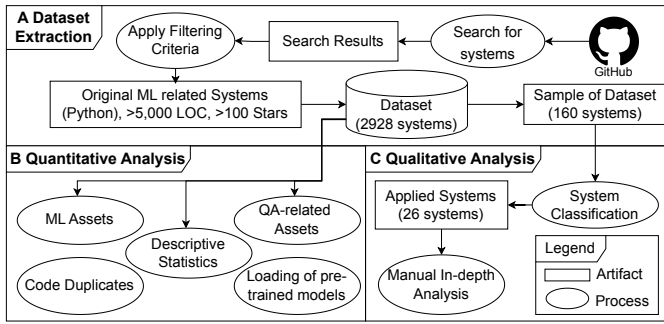 A Dataset
Extraction
Apply Filtering
Criteria
Search Results
Search for
systems
GitHub
Original ML related Systems
(Python), >5,000 LOC, >100 Stars
Dataset
(2928 systems)
Sample of Dataset
(160 systems)
B Quantitative Analysis
ML Assets
Descriptive
Statistics
QA-related
Assets
Code Duplicates
Loading of pre-
trained models
C Qualitative Analysis
Applied Systems
(26 systems)
System
Classification
Manual In-depth
Analysis
Legend
Artifact
Process